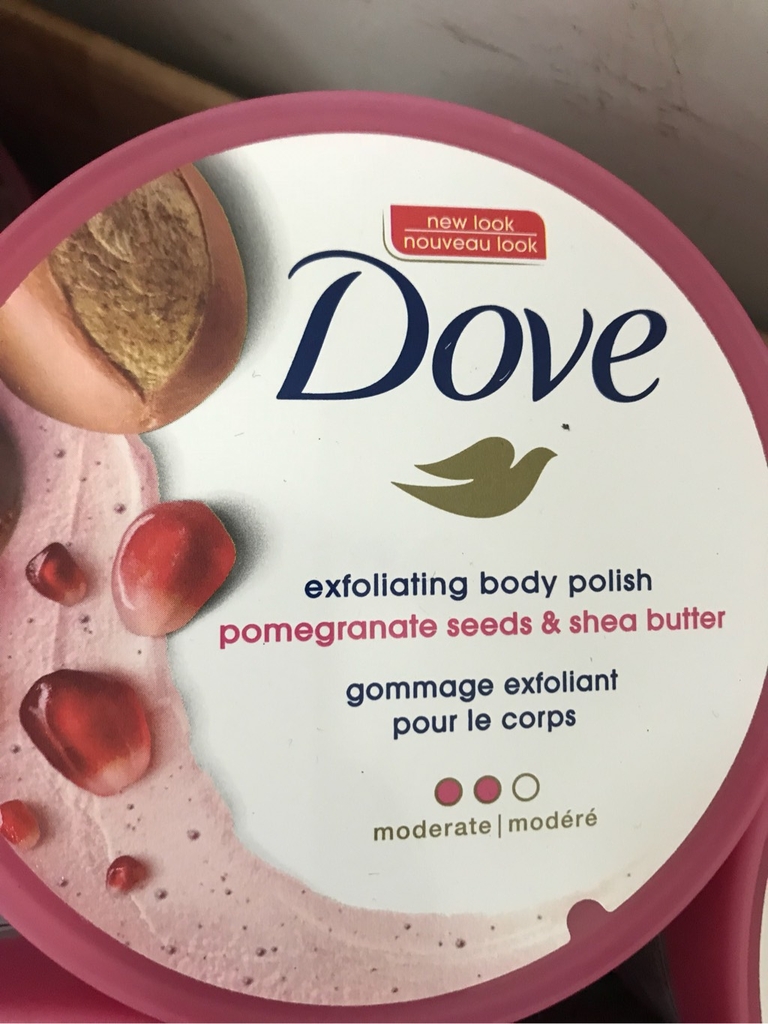 new look
nouveau look
Dove
exfoliating body polish
pomegranate seeds & shea butter
gommage exfoliant
pour le corps
moderate | modéré